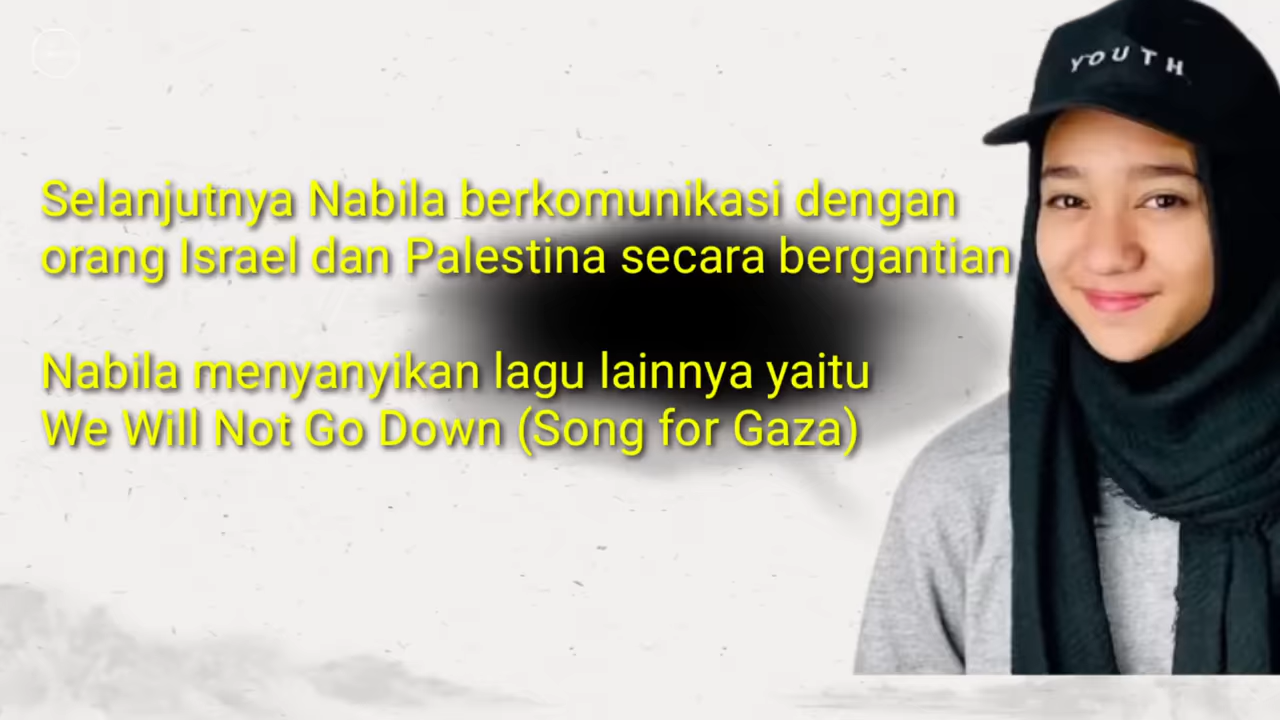 YOUTH
Selanjutnya Nabila berkomunikasi dengan
orang Israel dan Palestina secara bergantian
Nabila menyanyikan lagu lainnya yaitu
We Will Not Go Down (Song for Gaza)